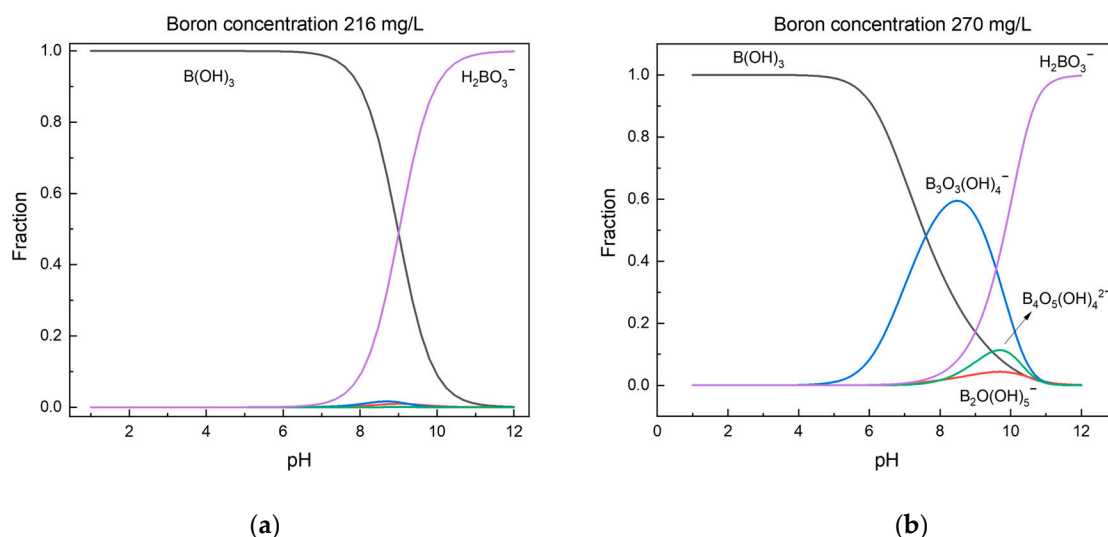 Boron concentration 216 mg/L
1.0
0.8
0.6
0.4
0.2
0.0
Fraction
B(OH)₃
H₂BO₃⁻
2
4
6
8
10
12
pH
(a)
Boron concentration 270 mg/L
1.0
0.8
0.6
0.4
0.2
0.0
Fraction
B(OH)₃
H₂BO₃⁻
B₃O₃(OH)₄⁻
B₄O₅(OH)₄²⁻
B₂O(OH)₅⁻
0
2
4
6
8
10
12
pH
(b)